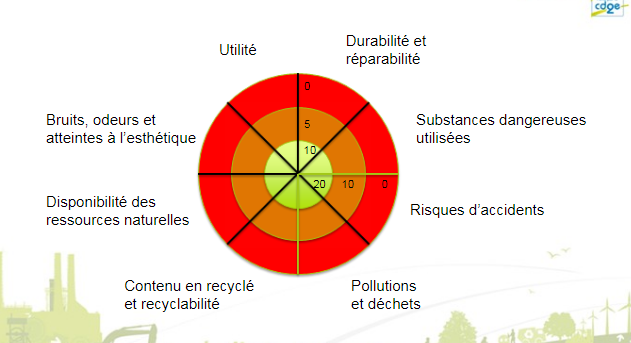 cd2e
Utilité
Durabilité et
réparabilité
0
Bruits, odeurs et
atteintes à l’esthétique
5
Substances dangereuses
utilisées
10
20 10 0
Disponibilité des
ressources naturelles
Risques d’accidents
Contenu en recyclé
et recyclabilité
Pollutions
et déchets